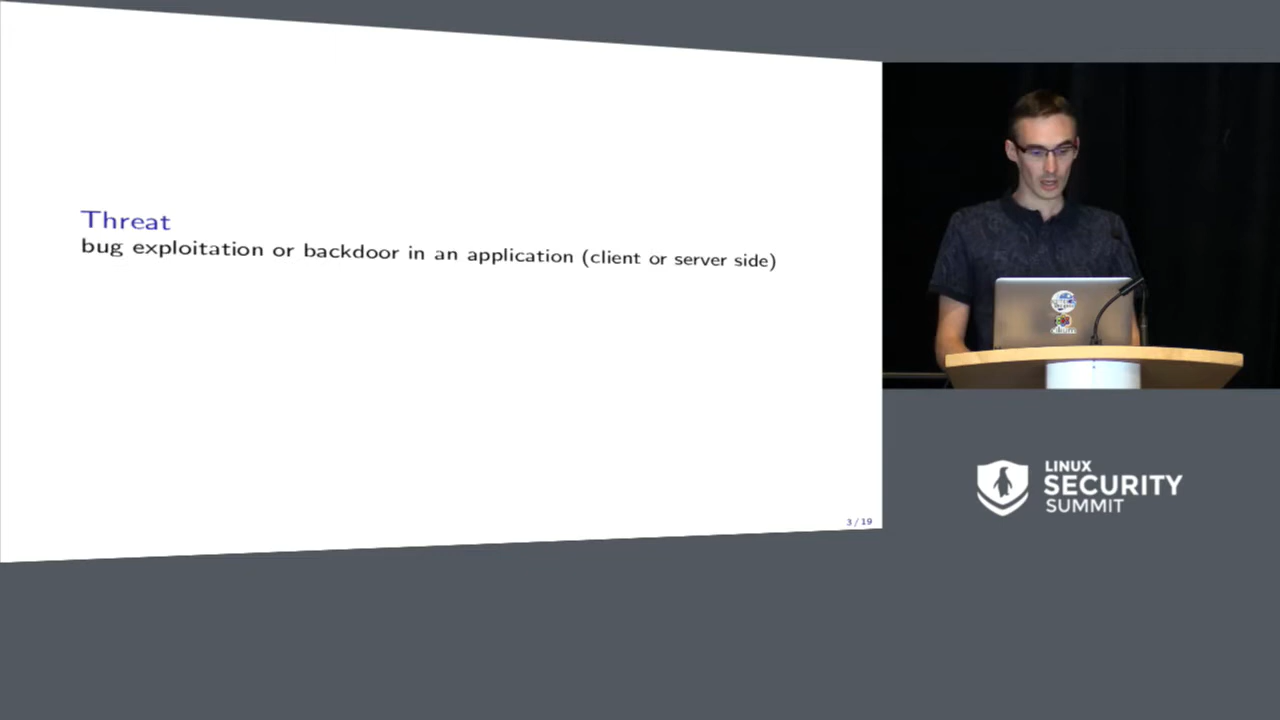 Threat
bug exploitation or backdoor in an application (client or server side)
3 / 19
LINUX
SECURITY
SUMMIT